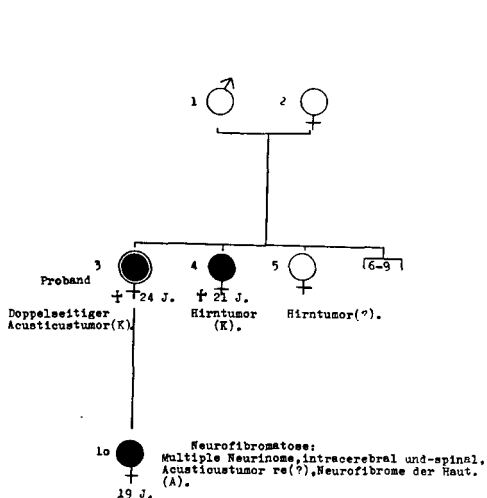 1
2
3
4
5
6-9
Proband
† 24 J.
† 21 J.
Doppelseitiger
Acusticustumor(K)
Hirntumor
(K).
Hirntumor(?).
10
19 J.
Neurofibromatose:
Multiple Neurinome,intracerebral und-spinal,
Acusticustumor re(?),Neurofibrome der Haut.
(A).